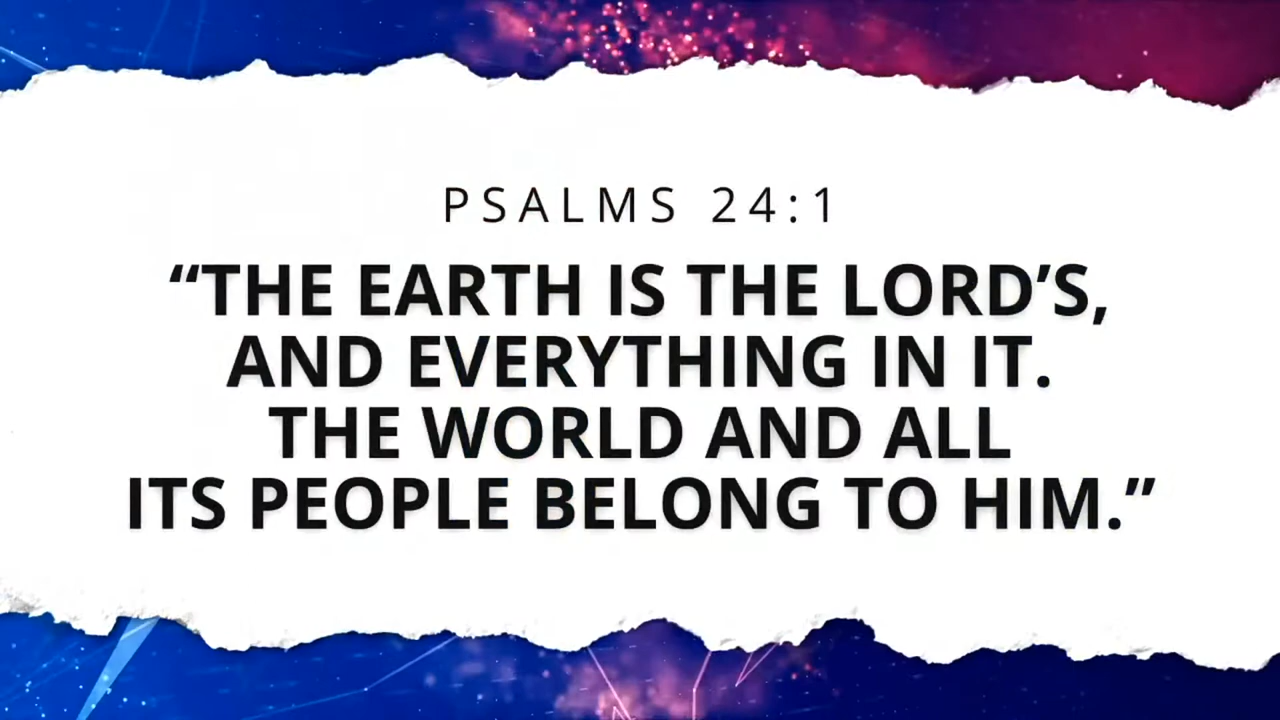 PSALMS 24:1
“THE EARTH IS THE LORD’S,
AND EVERYTHING IN IT.
THE WORLD AND ALL
ITS PEOPLE BELONG TO HIM.”